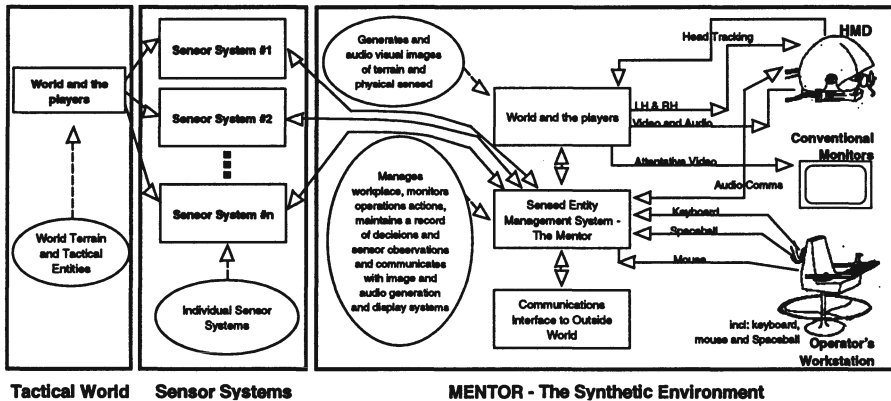 World and the
players
World Terrain
and Tactical
Entities
Tactical World
Sensor System #1
Sensor System #2
Sensor System #n
Individual Sensor
Systems
Sensor Systems
Generates and
audio visual images
of terrain and
physical sensed
Manages
workplace, monitors
operations actions,
maintains a record
of decisions and
sensor observations
and communicates
with image and
audio generation
and display systems
World and the players
Sensed Entity
Management System -
The Mentor
Communications
Interface to Outside
World
Head Tracking
LH & RH
Video and Audio
Attentative Video
Audio Comms
Keyboard
Spaceball
Mouse
HMD
Conventional
Monitors
incl: keyboard,
mouse and Spaceball
Operator's
Workstation
MENTOR - The Synthetic Environment